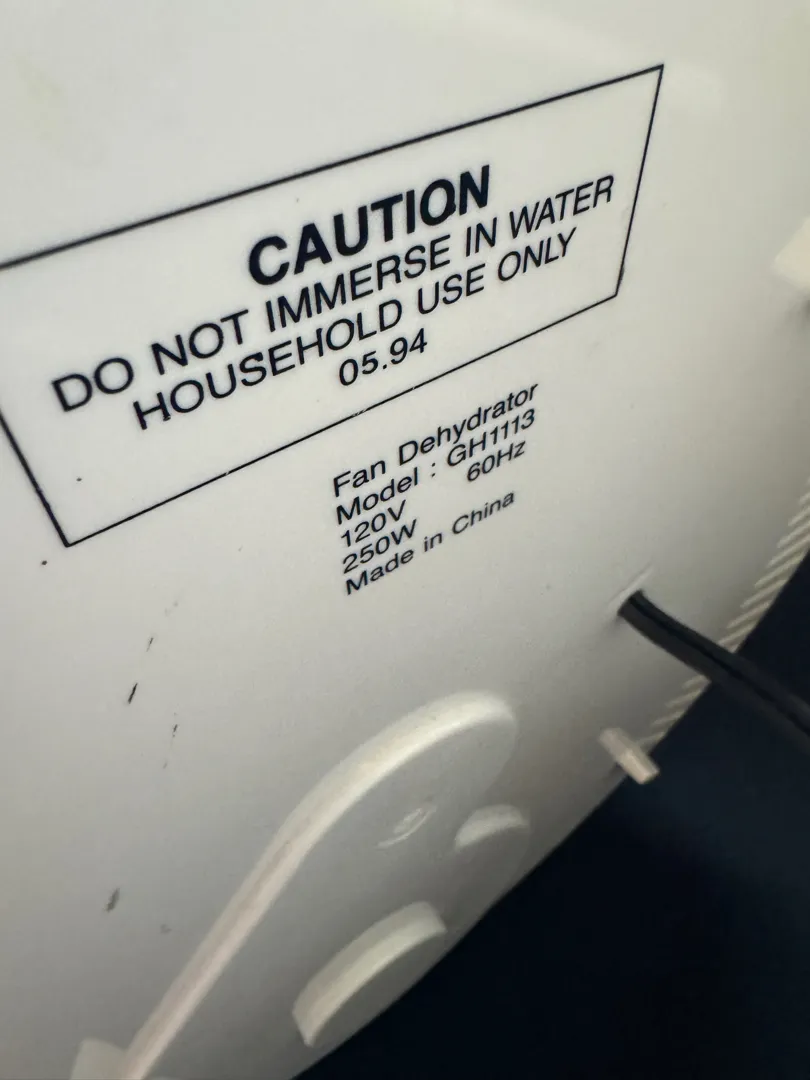 CAUTION
DO NOT IMMERSE IN WATER
HOUSEHOLD USE ONLY
05.94
Fan Dehydrator
Model : GH1113
120V 60Hz
250W
Made in China